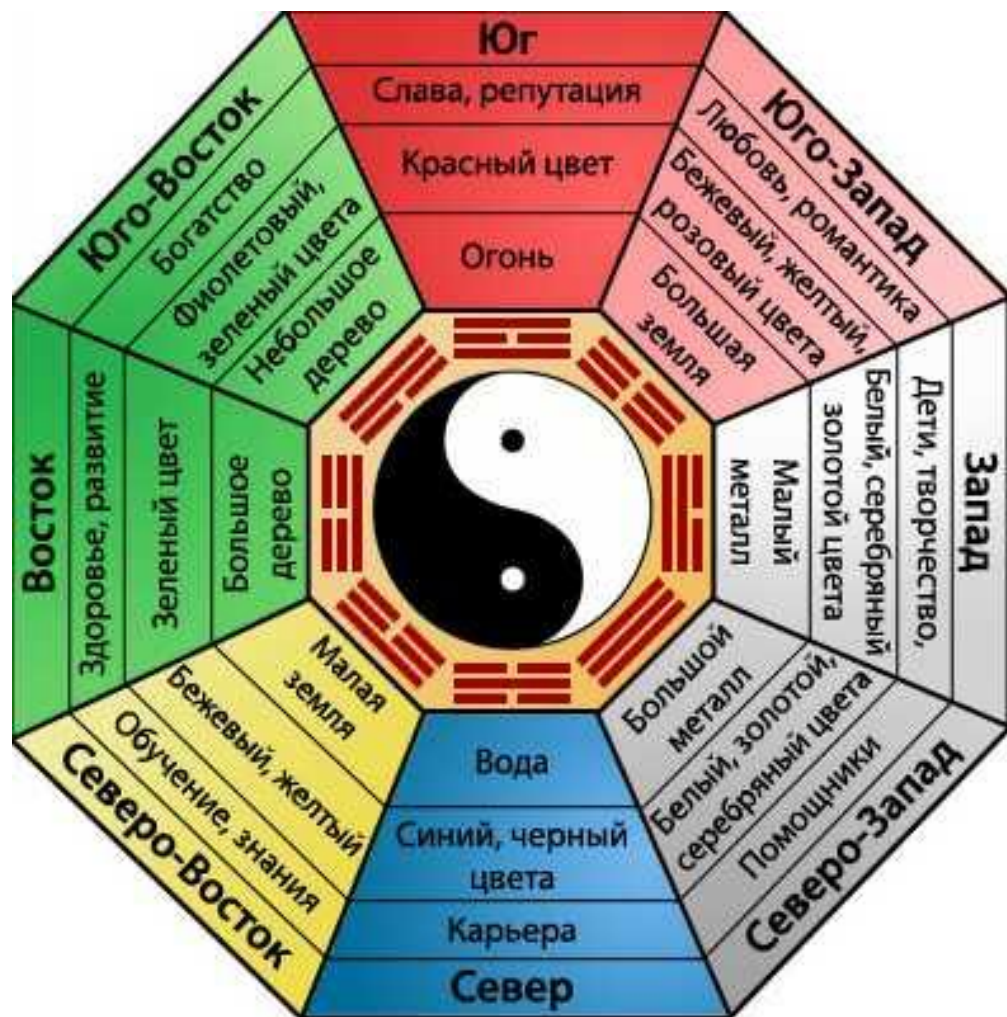 Юг
Слава, репутация
Красный цвет
Огонь
Юго-Запад
Любовь, романтика
Бежевый, желтый,
розовый цвета
Большая
земля
Запад
Дети, творчество,
Белый, серебряный
золотой цвета
Малый
металл
Большой
металл
Белый, золотой,
серебряный цвета
Помощники
Северо-Запад
Вода
Синий, черный
цвета
Карьера
Север
Малая
земля
Бежевый, желтый
Обучение, знания
Северо-Восток
Восток
Здоровье, развитие
Зеленый цвет
Большое
дерево
Юго-Восток
Богатство
Фиолетовый,
зеленый цвета
Небольшое
дерево